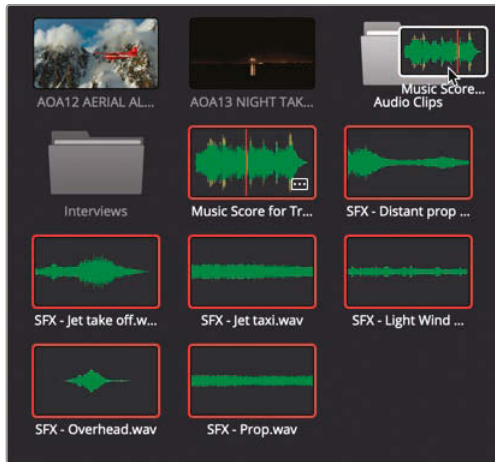 AOA12 AERIAL AL...
AOA13 NIGHT TAK...
Music Score...
Audio Clips
Interviews
Music Score for Tr...
SFX - Distant prop ...
SFX - Jet take off.w...
SFX - Jet taxi.wav
SFX - Light Wind ...
SFX - Overhead.wav
SFX - Prop.wav